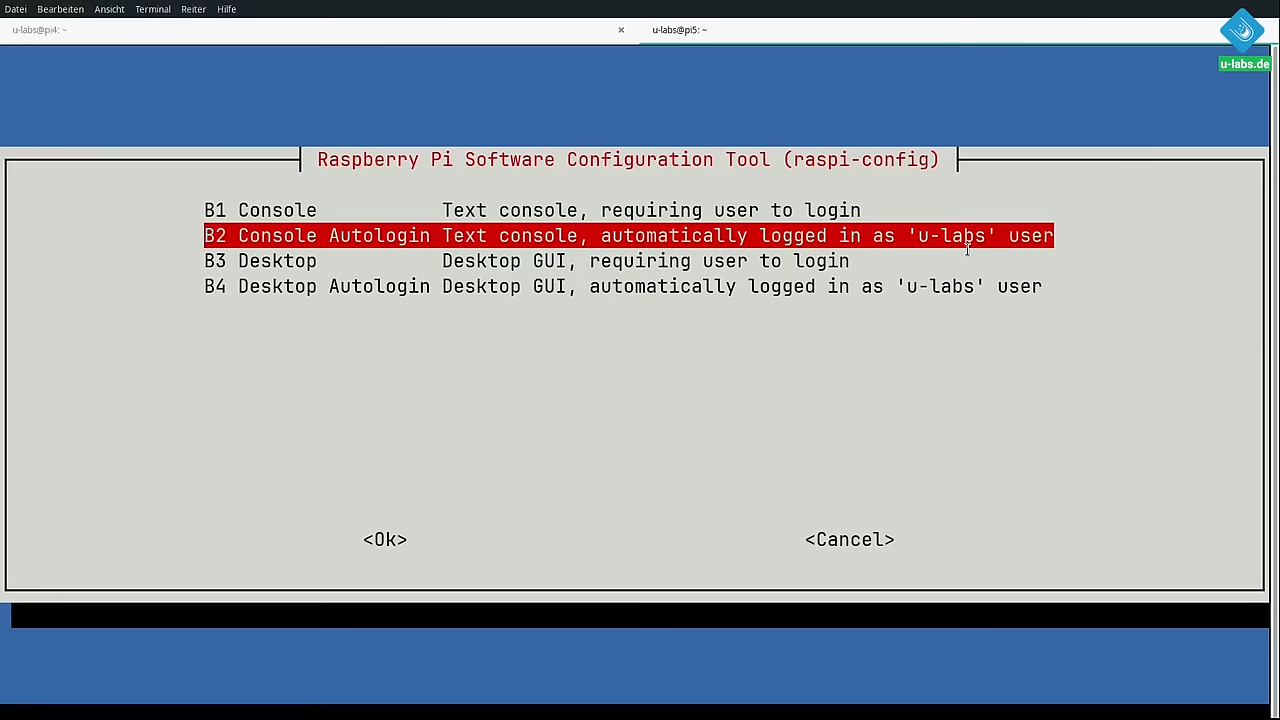 Datei Bearbeiten Ansicht Terminal Reiter Hilfe
u-labs@pi4: ~ × u-labs@pi5: ~
u-labs.de
Raspberry Pi Software Configuration Tool (raspi-config)
B1 Console Text console, requiring user to login
B2 Console Autologin Text console, automatically logged in as 'u-labs' user
B3 Desktop Desktop GUI, requiring user to login
B4 Desktop Autologin Desktop GUI, automatically logged in as 'u-labs' user
<Ok> <Cancel>